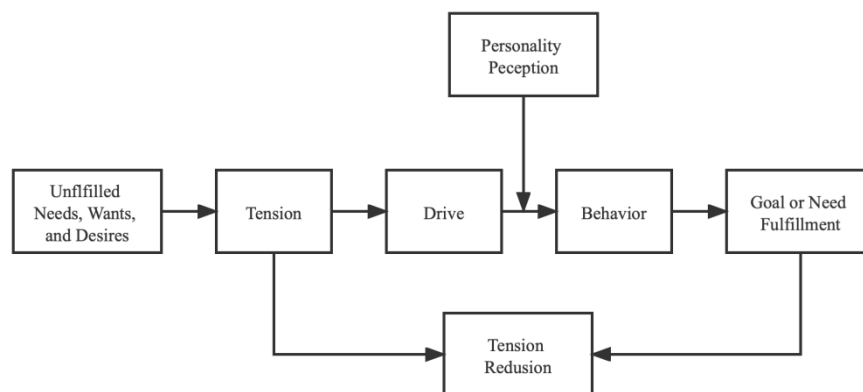 Personality
Peception
Unflfilled
Needs, Wants,
and Desires
Tension
Drive
Behavior
Goal or Need
Fulfillment
Tension
Redusion